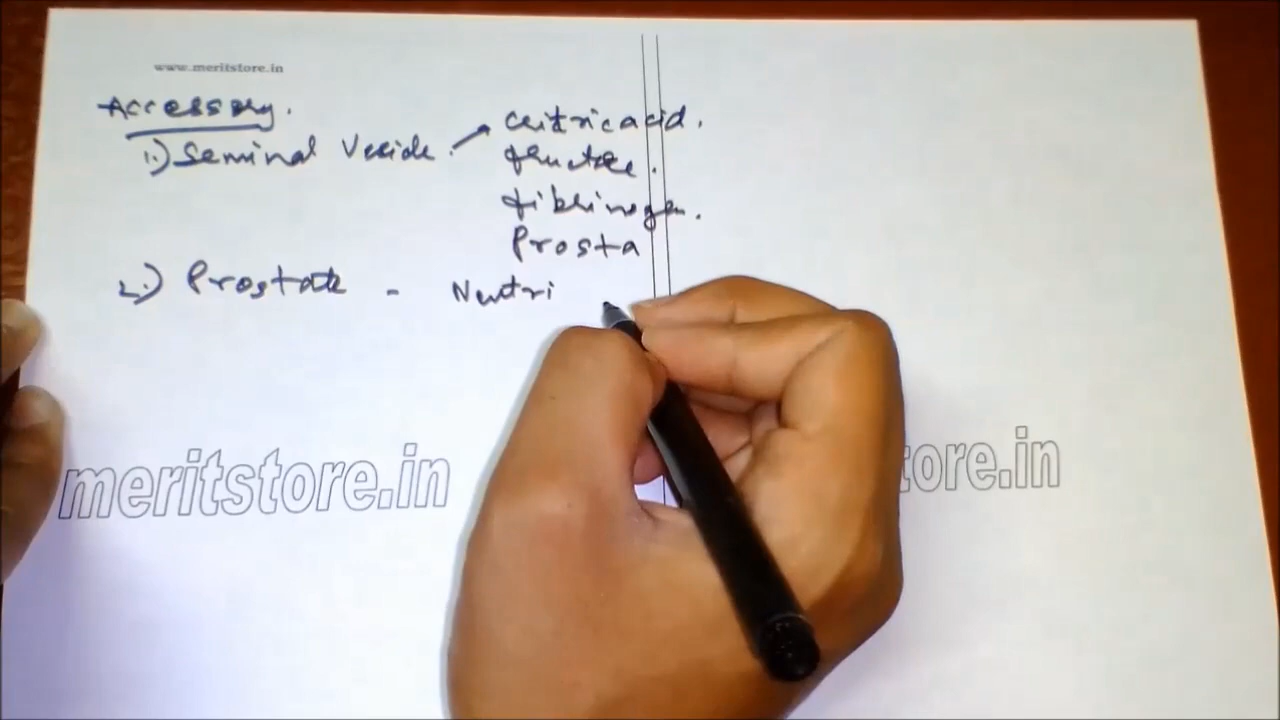 www.meritstore.in
Accessory.
1.) Seminal Vesicle. citric acid.
fructose.
fibrinogen.
Prosta
2.) Prostate - Nutri
meritstore.in tore.in